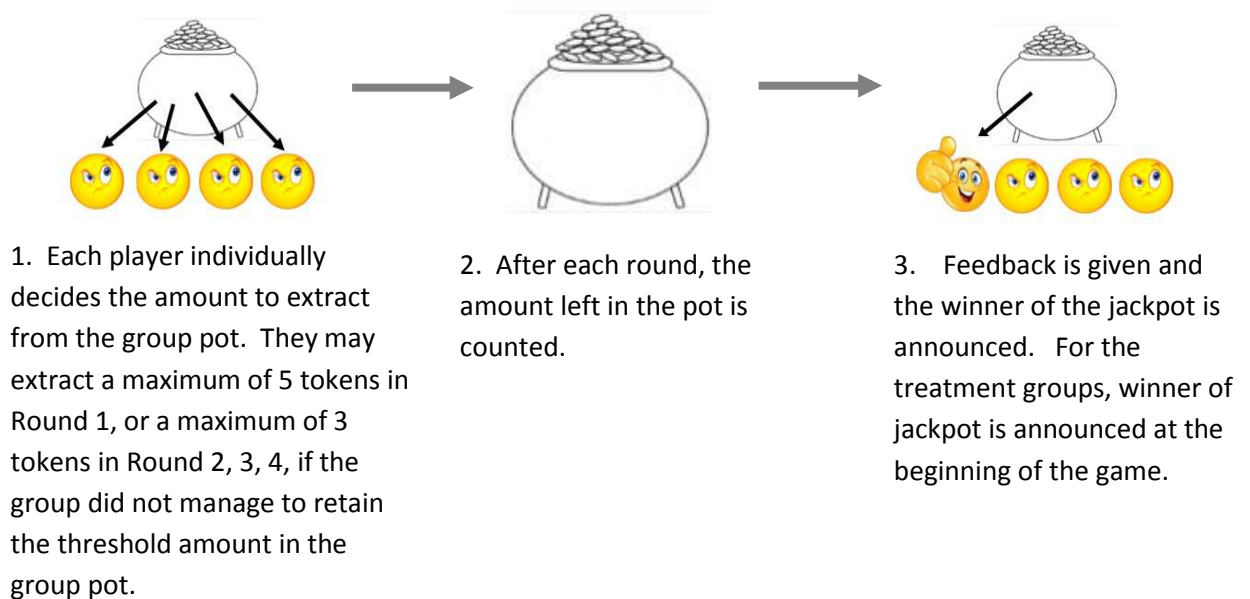 1. Each player individually
decides the amount to extract
from the group pot. They may
extract a maximum of 5 tokens in
Round 1, or a maximum of 3
tokens in Round 2, 3, 4, if the
group did not manage to retain
the threshold amount in the
group pot.
2. After each round, the
amount left in the pot is
counted.
3. Feedback is given and
the winner of the jackpot is
announced. For the
treatment groups, winner of
jackpot is announced at the
beginning of the game.